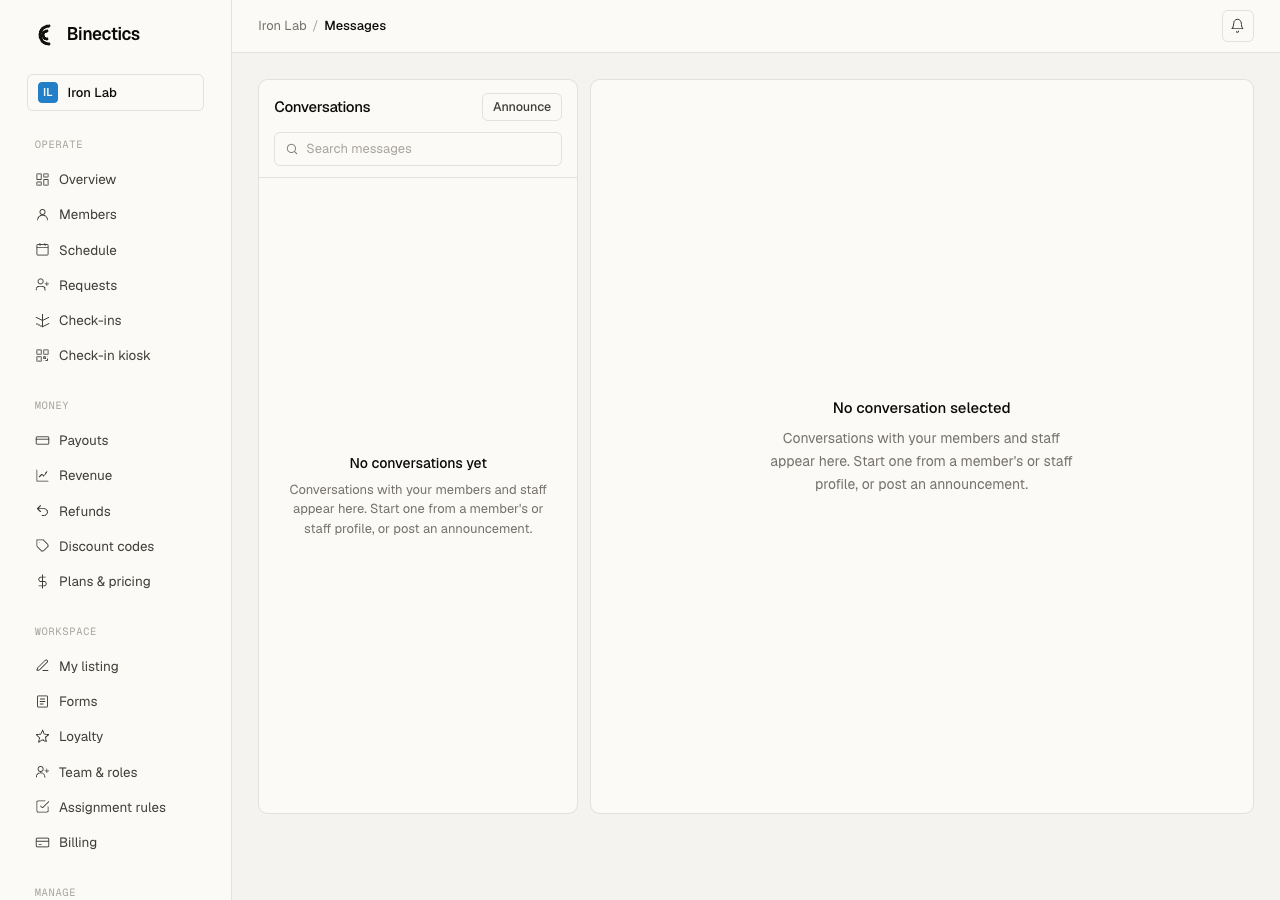 Binectics
IL Iron Lab
OPERATE
Overview
Members
Schedule
Requests
Check-ins
Check-in kiosk
MONEY
Payouts
Revenue
Refunds
Discount codes
Plans & pricing
WORKSPACE
My listing
Forms
Loyalty
Team & roles
Assignment rules
Billing
MANAGE
Iron Lab / Messages
Conversations
Announce
Search messages
No conversations yet
Conversations with your members and staff
appear here. Start one from a member's or
staff profile, or post an announcement.
No conversation selected
Conversations with your members and staff
appear here. Start one from a member's or staff
profile, or post an announcement.